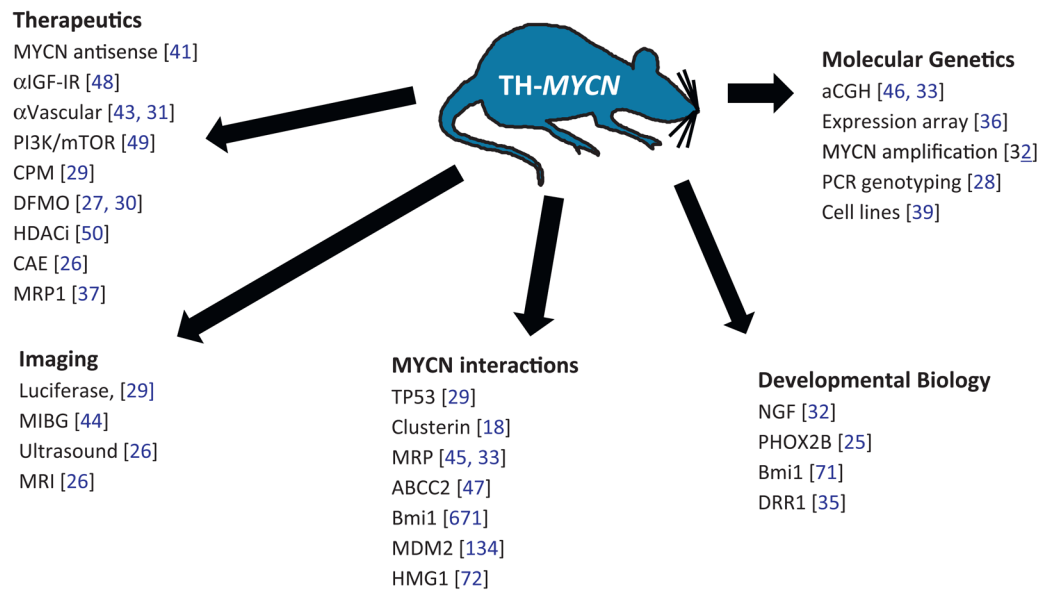 Therapeutics
MYCN antisense [41]
αIGF-IR [48]
αVascular [43, 31]
PI3K/mTOR [49]
CPM [29]
DFMO [27, 30]
HDACi [50]
CAE [26]
MRP1 [37]
TH-MYCN
Molecular Genetics
aCGH [46, 33]
Expression array [36]
MYCN amplification [32]
PCR genotyping [28]
Cell lines [39]
Imaging
Luciferase, [29]
MIBG [44]
Ultrasound [26]
MRI [26]
MYCN interactions
TP53 [29]
Clusterin [18]
MRP [45, 33]
ABCC2 [47]
Bmi1 [671]
MDM2 [134]
HMG1 [72]
Developmental Biology
NGF [32]
PHOX2B [25]
Bmi1 [71]
DRR1 [35]